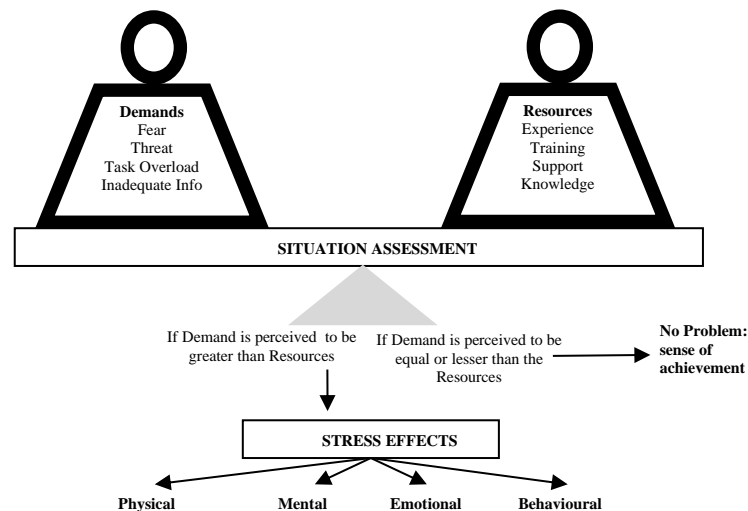 Demands
Fear
Threat
Task Overload
Inadequate Info
Resources
Experience
Training
Support
Knowledge
SITUATION ASSESSMENT
If Demand is perceived to be
greater than Resources
If Demand is perceived to be
equal or lesser than the
Resources
No Problem:
sense of
achievement
STRESS EFFECTS
Physical
Mental
Emotional
Behavioural